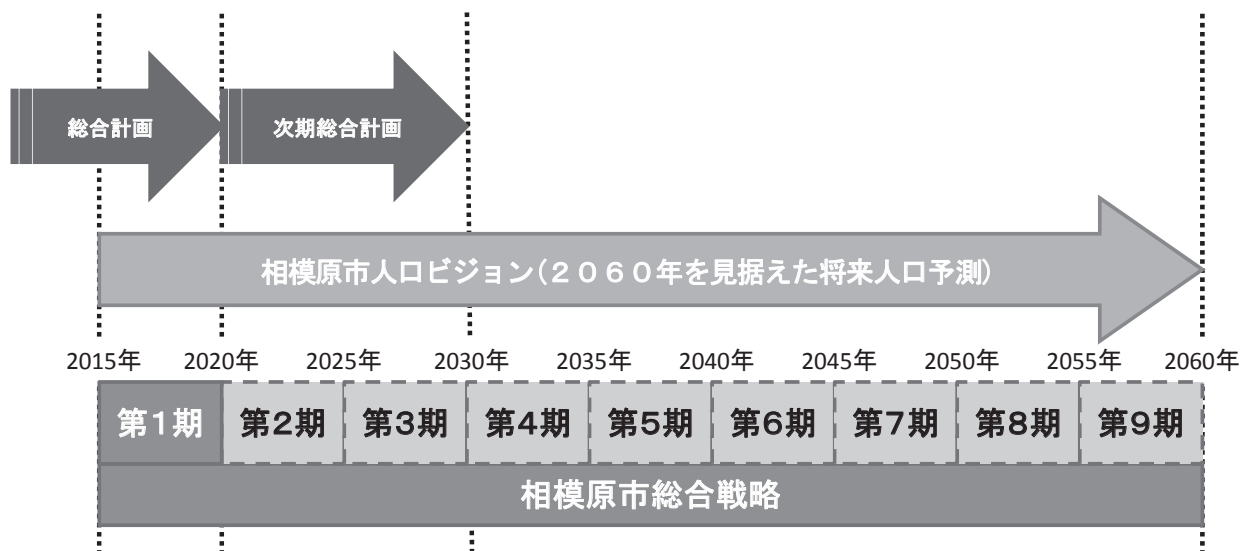 総合計画
次期総合計画
相模原市人口ビジョン(2060年を見据えた将来人口予測)
2015年 2020年 2025年 2030年 2035年 2040年 2045年 2050年 2055年 2060年
第1期 第2期 第3期 第4期 第5期 第6期 第7期 第8期 第9期
相模原市総合戦略